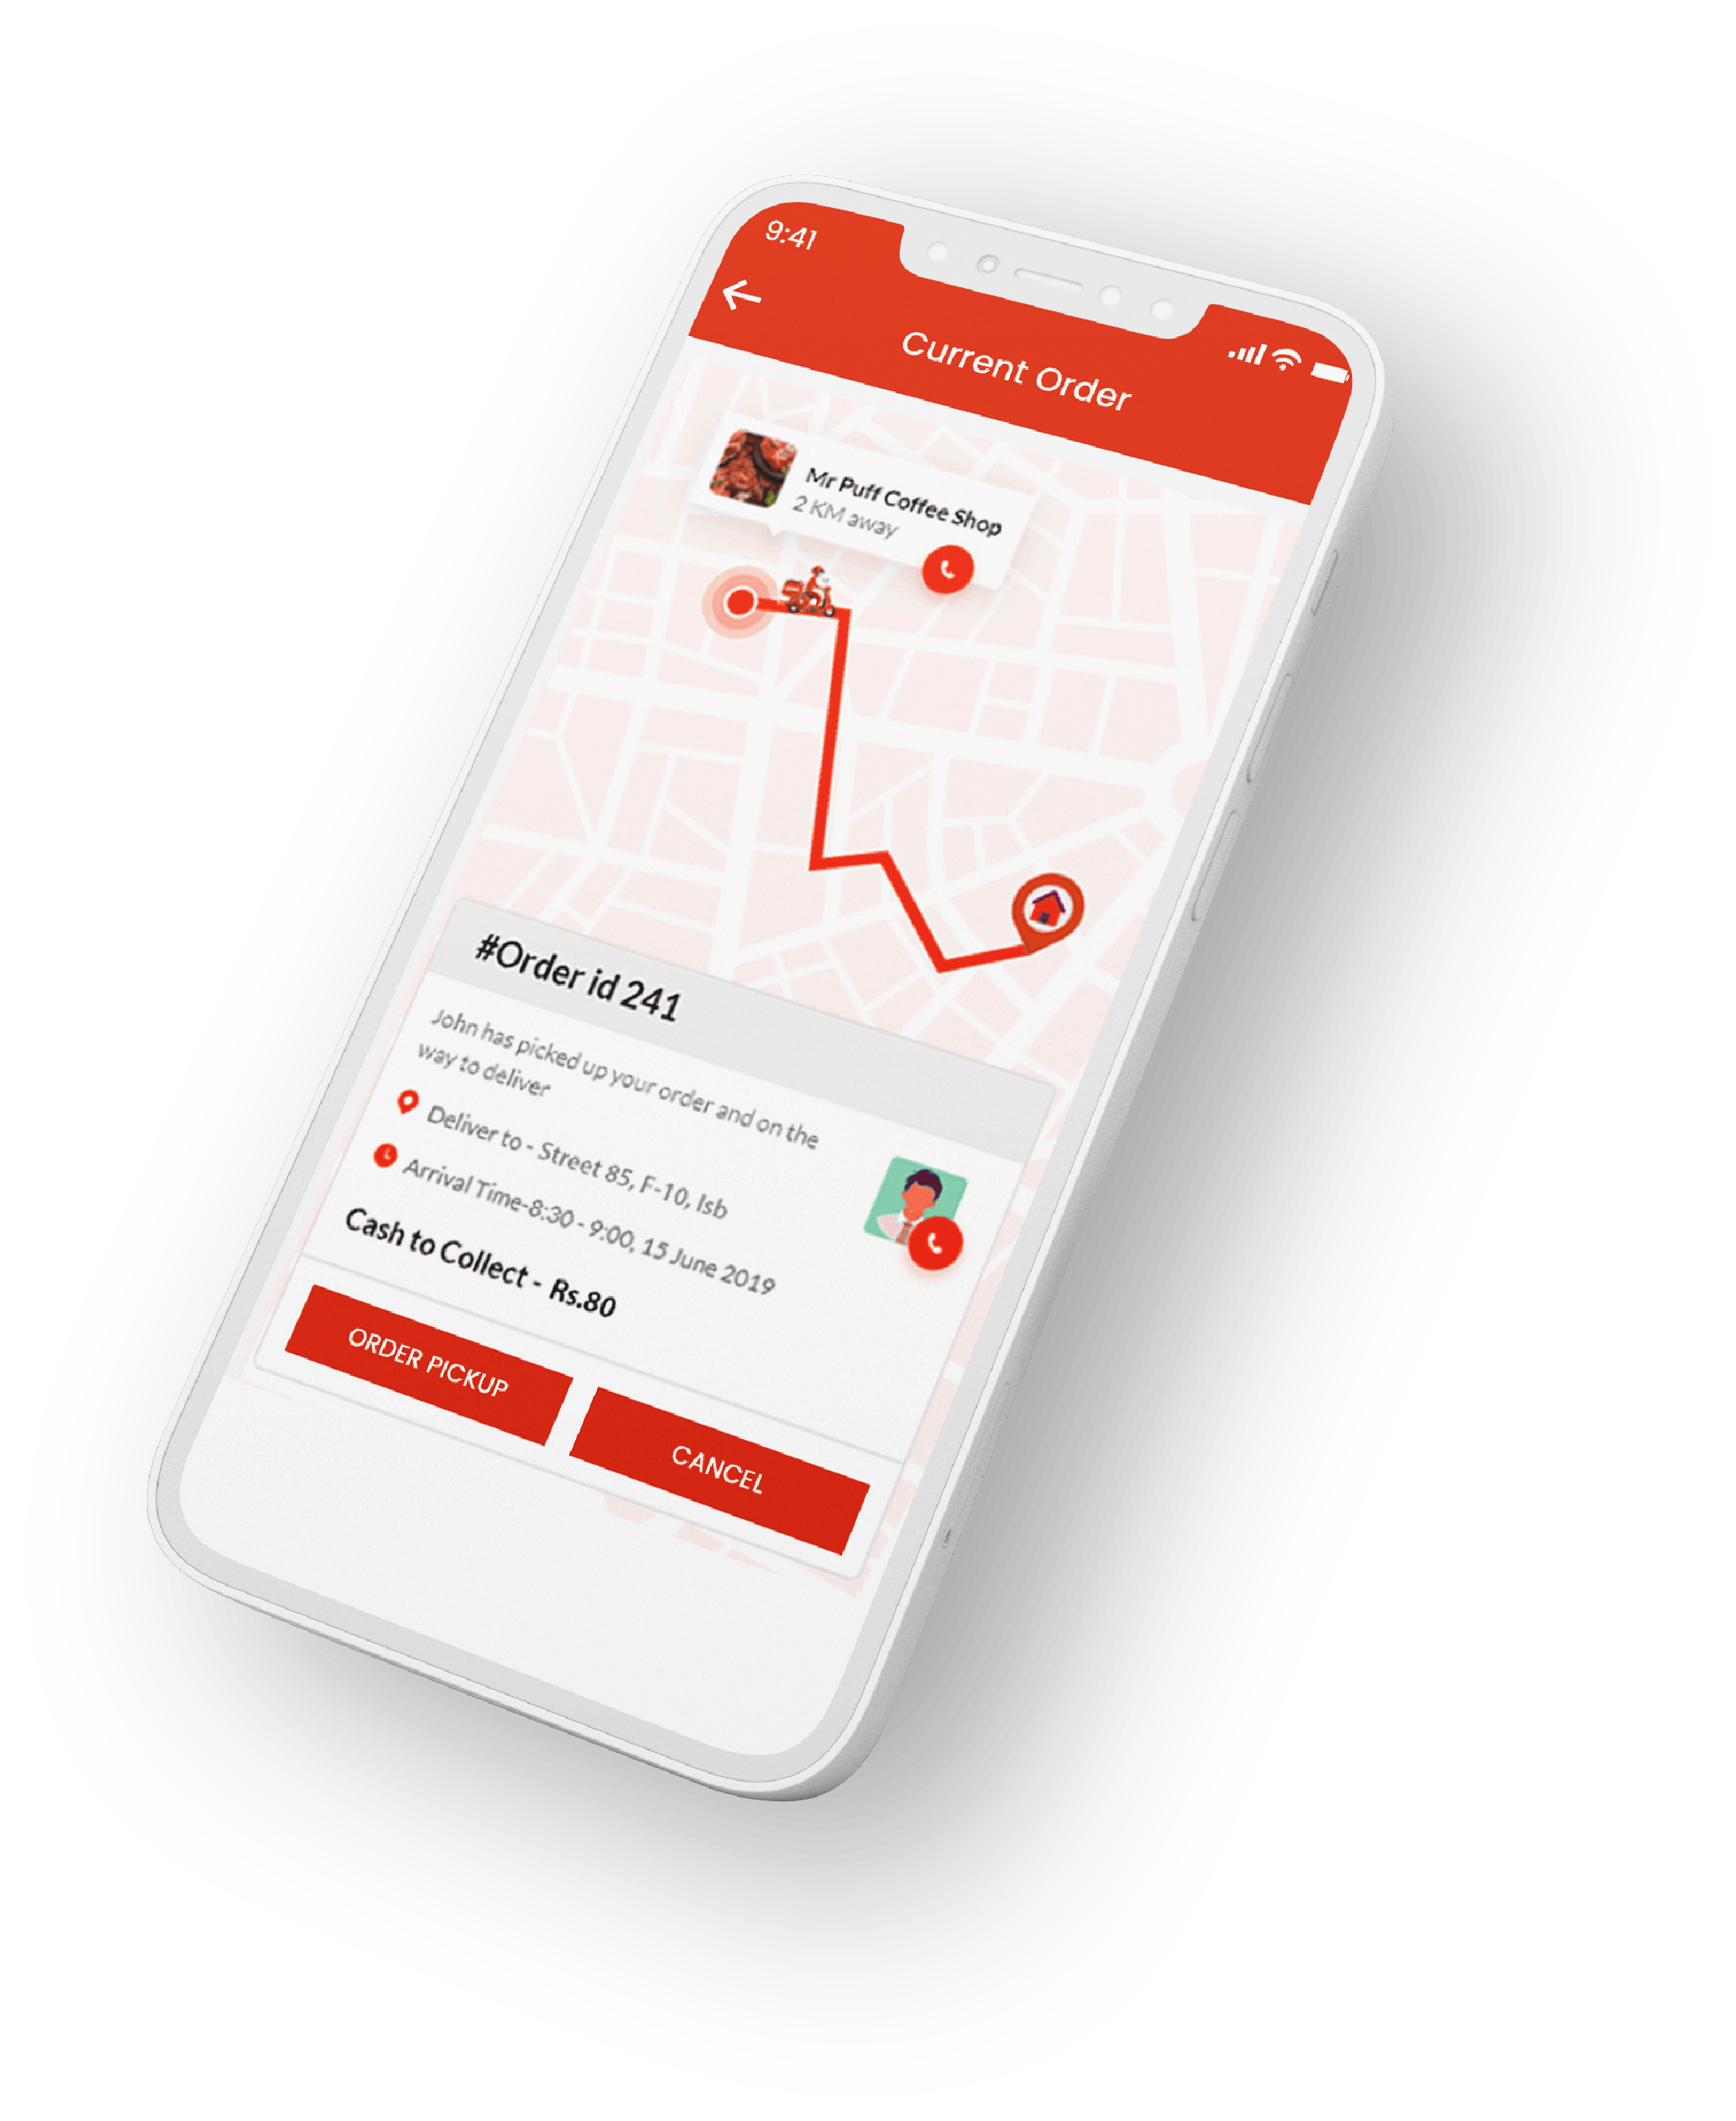 9:41
Current Order
Mr Puff Coffee Shop
2 KM away
#Order id 241
John has picked up your order and on the
way to deliver
Deliver to - Street 85, F-10, Isb
Arrival Time-8:30 - 9:00, 15 June 2019
Cash to Collect - Rs.80
ORDER PICKUP
CANCEL